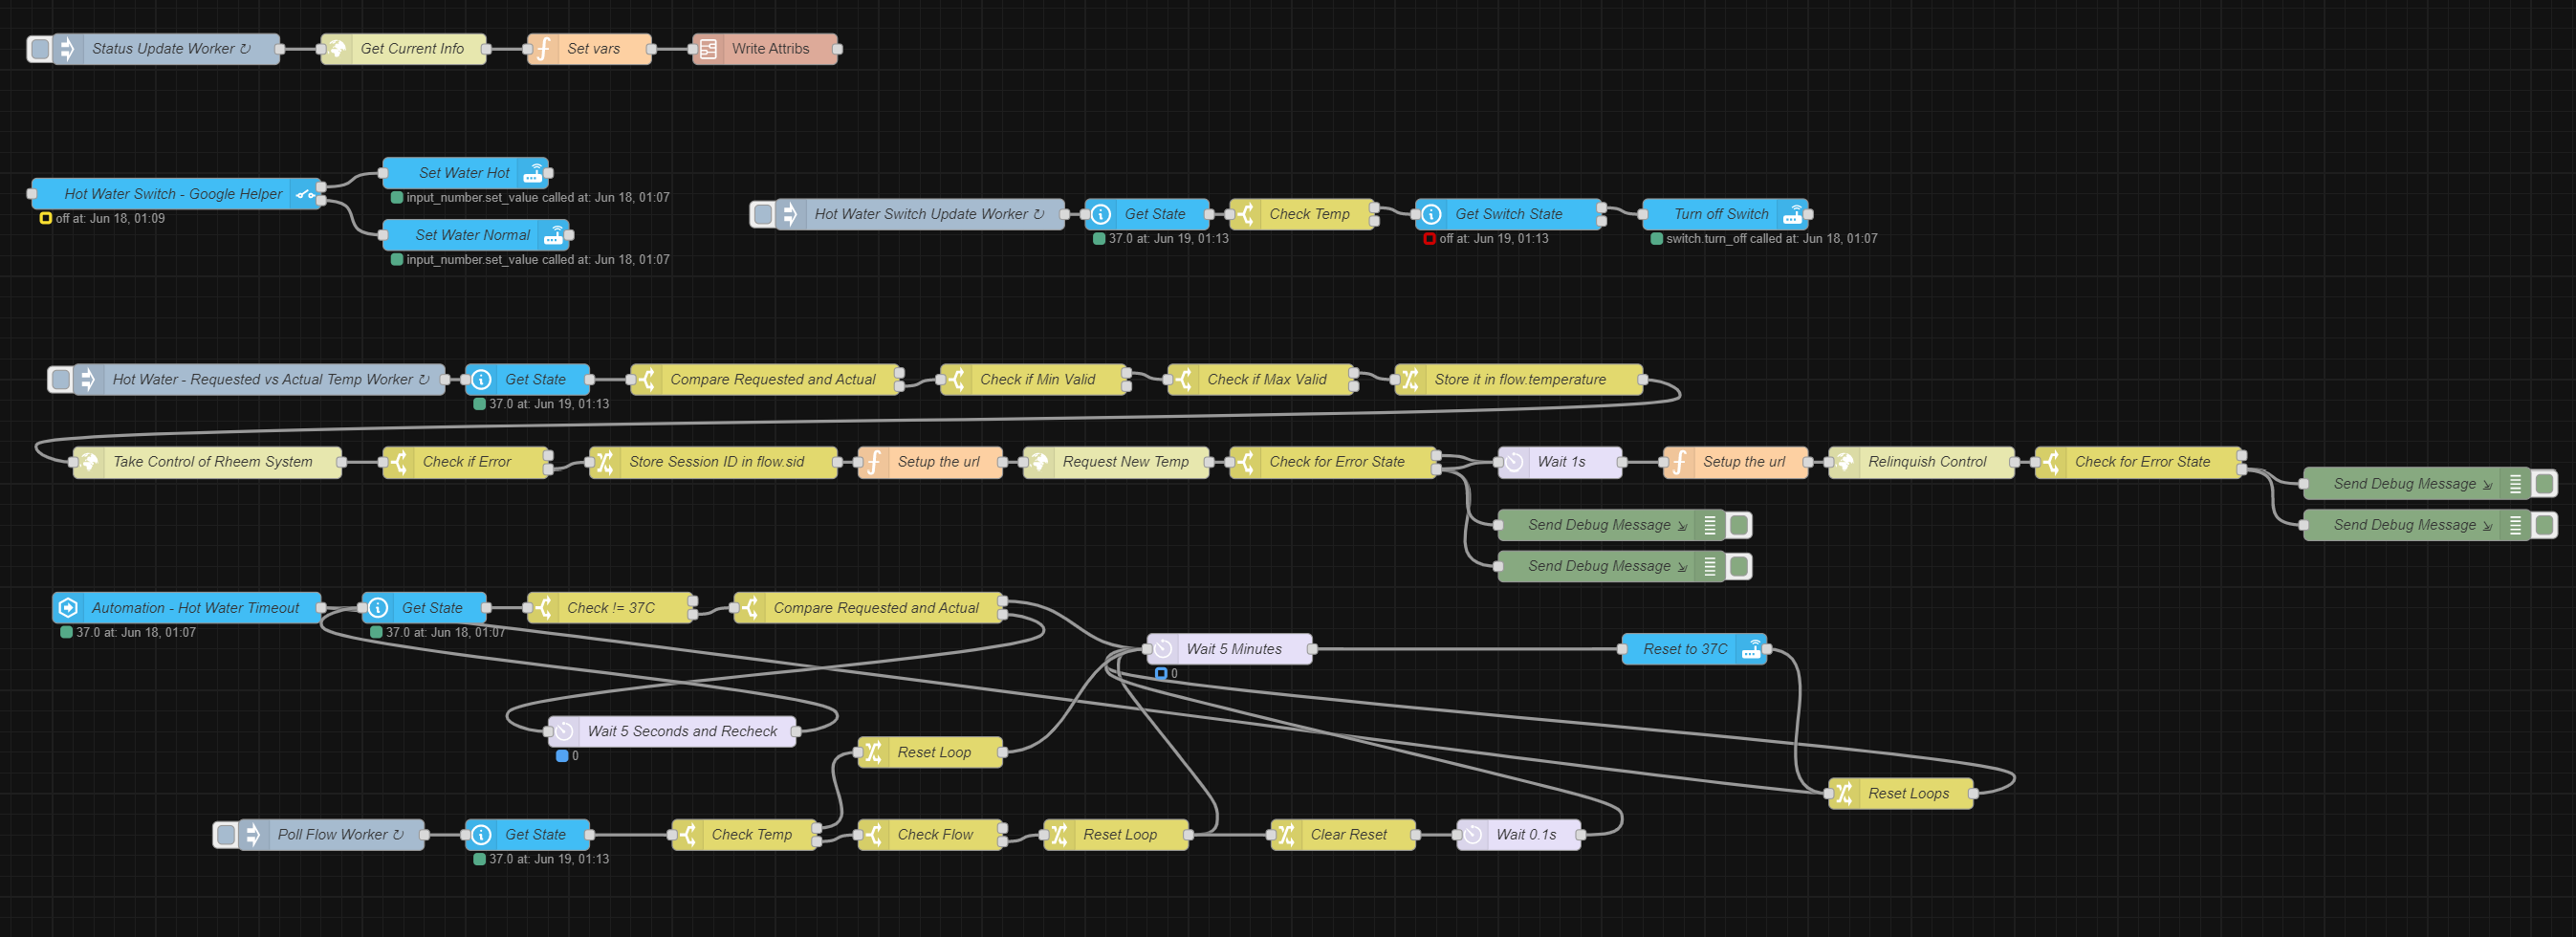 Status Update Worker ↻
Get Current Info
Set vars
Write Attribs
Set Water Hot
input_number.set_value called at: Jun 18, 01:07
Hot Water Switch - Google Helper
off at: Jun 18, 01:09
Set Water Normal
input_number.set_value called at: Jun 18, 01:07
Hot Water Switch Update Worker ↻
Get State
37.0 at: Jun 19, 01:13
Check Temp
Get Switch State
off at: Jun 19, 01:13
Turn off Switch
switch.turn_off called at: Jun 18, 01:07
Hot Water - Requested vs Actual Temp Worker ↻
Get State
37.0 at: Jun 19, 01:13
Compare Requested and Actual
Check if Min Valid
Check if Max Valid
Store it in flow.temperature
Take Control of Rheem System
Check if Error
Store Session ID in flow.sid
Setup the url
Request New Temp
Check for Error State
Wait 1s
Setup the url
Relinquish Control
Check for Error State
Send Debug Message ⇲
Send Debug Message ⇲
Send Debug Message ⇲
Send Debug Message ⇲
Automation - Hot Water Timeout
37.0 at: Jun 18, 01:07
Get State
37.0 at: Jun 18, 01:07
Check != 37C
Compare Requested and Actual
Wait 5 Minutes
0
Reset to 37C
Wait 5 Seconds and Recheck
0
Reset Loop
Reset Loops
Poll Flow Worker ↻
Get State
37.0 at: Jun 19, 01:13
Check Temp
Check Flow
Reset Loop
Clear Reset
Wait 0.1s